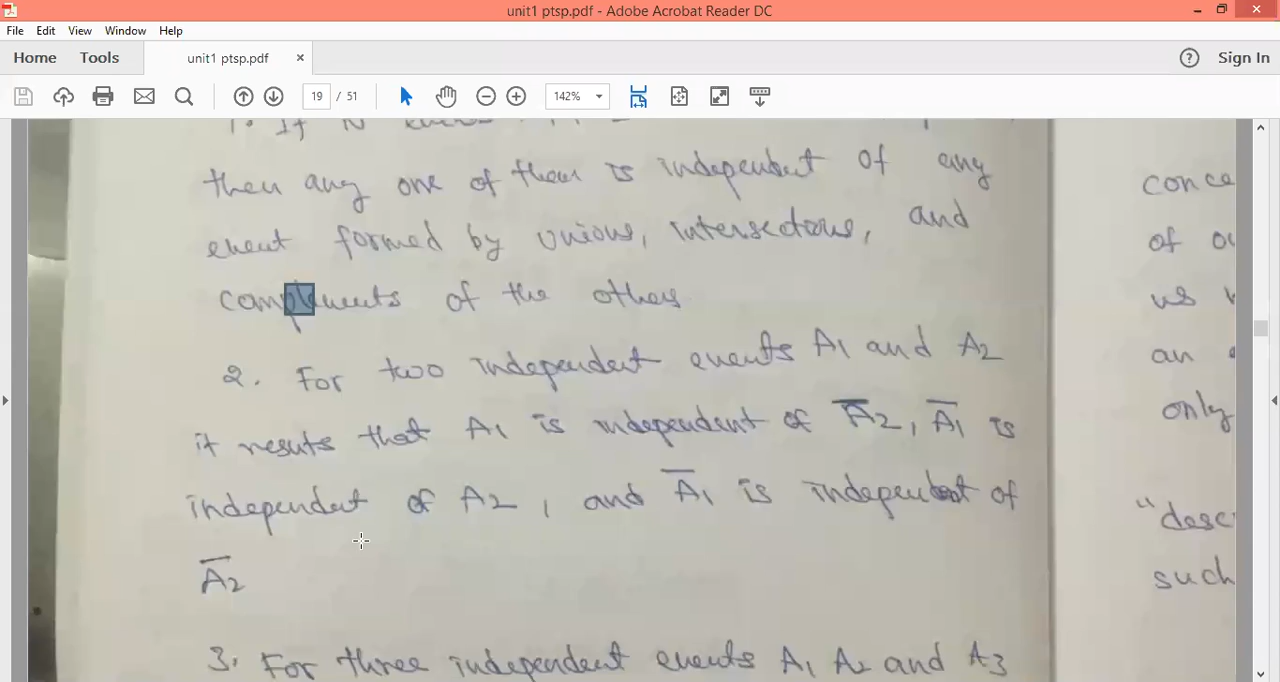 unit1 ptsp.pdf - Adobe Acrobat Reader DC
File Edit View Window Help
Home Tools unit1 ptsp.pdf × Sign In
19 / 51 142%
1. If N
then any one of them is independent of any
event formed by unions, intersections, and
complements of the others
2. For two independent events A1 and A2
it results that A1 is independent of A̅2, A̅1 is
independent of A2, and A̅1 is independent of
A̅2
3. For three independent events A1 A2 and A3
conce
of ou
us
an
only
"desc
such